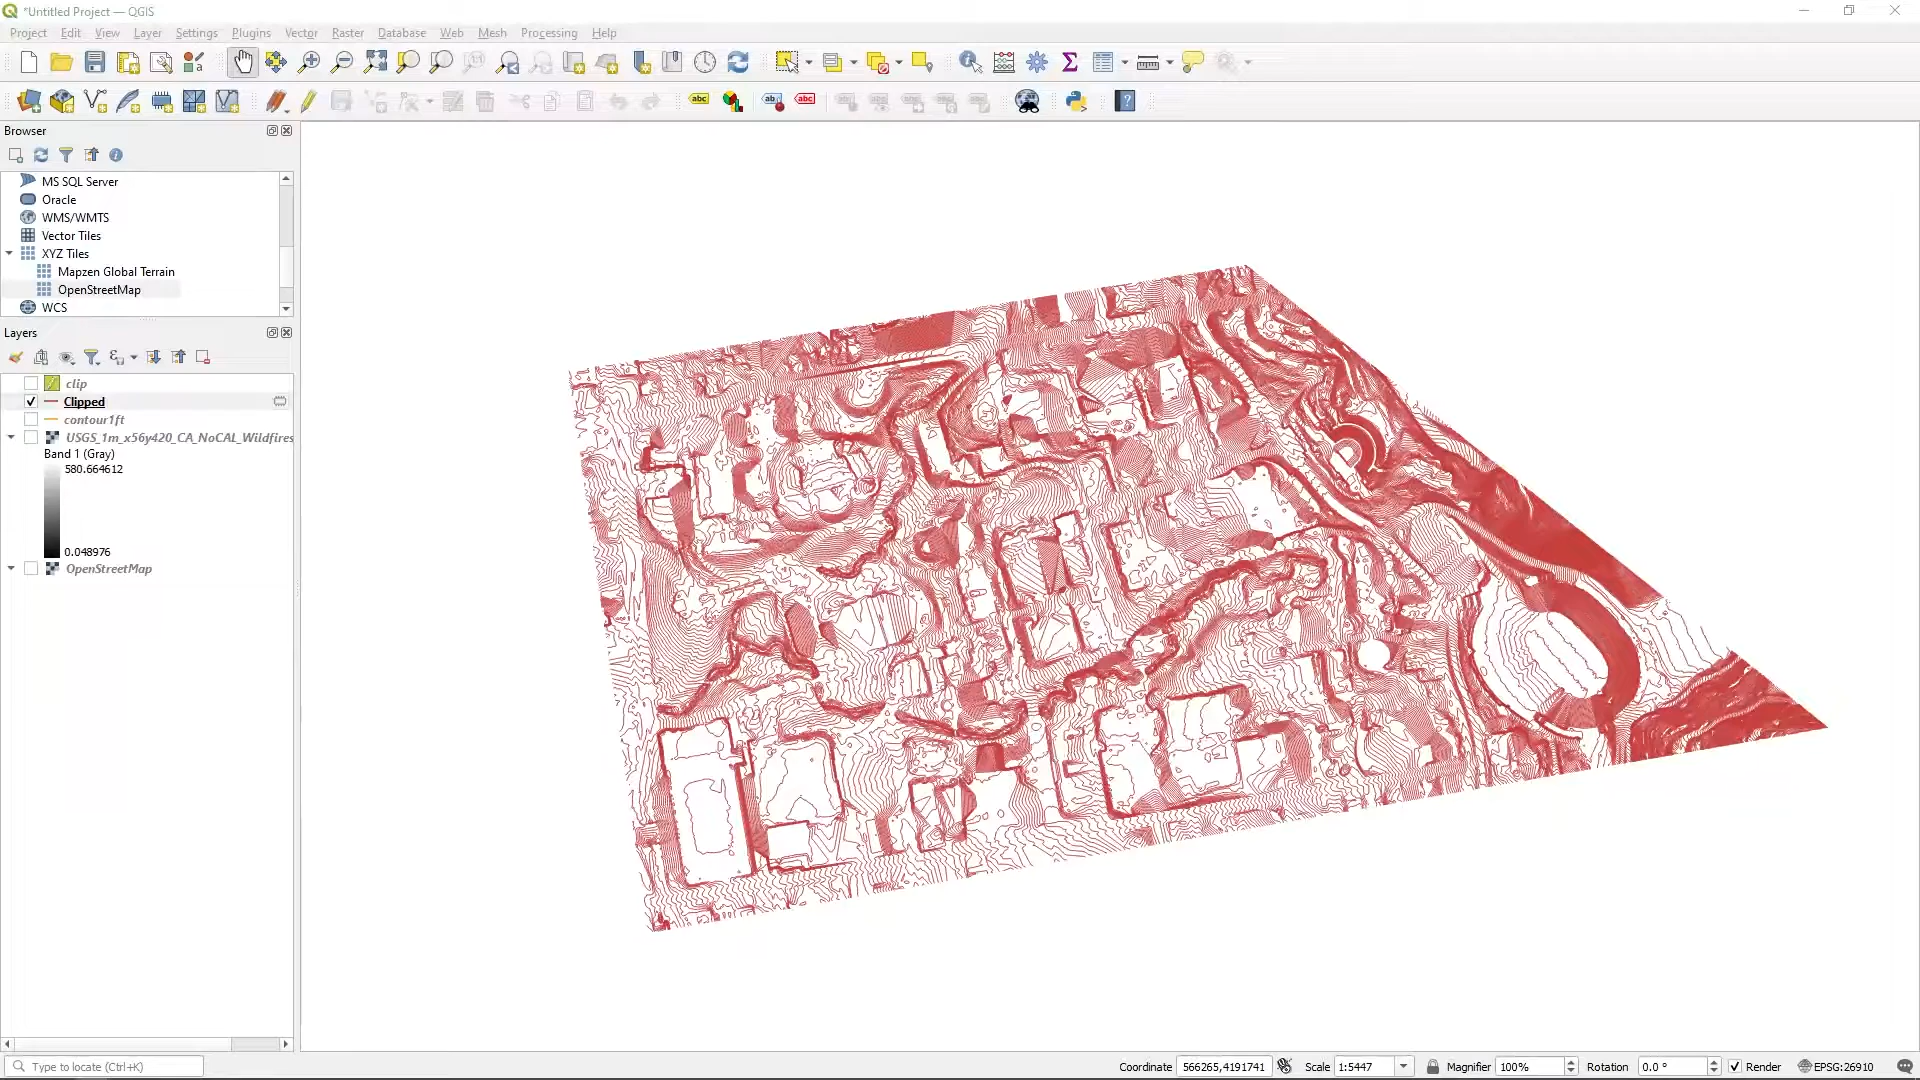 *Untitled Project — QGIS
Project Edit View Layer Settings Plugins Vector Raster Database Web Mesh Processing Help
abc abc abc
Browser
MS SQL Server
Oracle
WMS/WMTS
Vector Tiles
XYZ Tiles
Mapzen Global Terrain
OpenStreetMap
WCS
Layers
clip
Clipped
contour1ft
USGS_1m_x56y420_CA_NoCAL_Wildfires
Band 1 (Gray)
580.664612
0.048976
OpenStreetMap
Type to locate (Ctrl+K)
Coordinate 566265,4191741 Scale 1:5447 Magnifier 100% Rotation 0.0 ° Render EPSG:26910